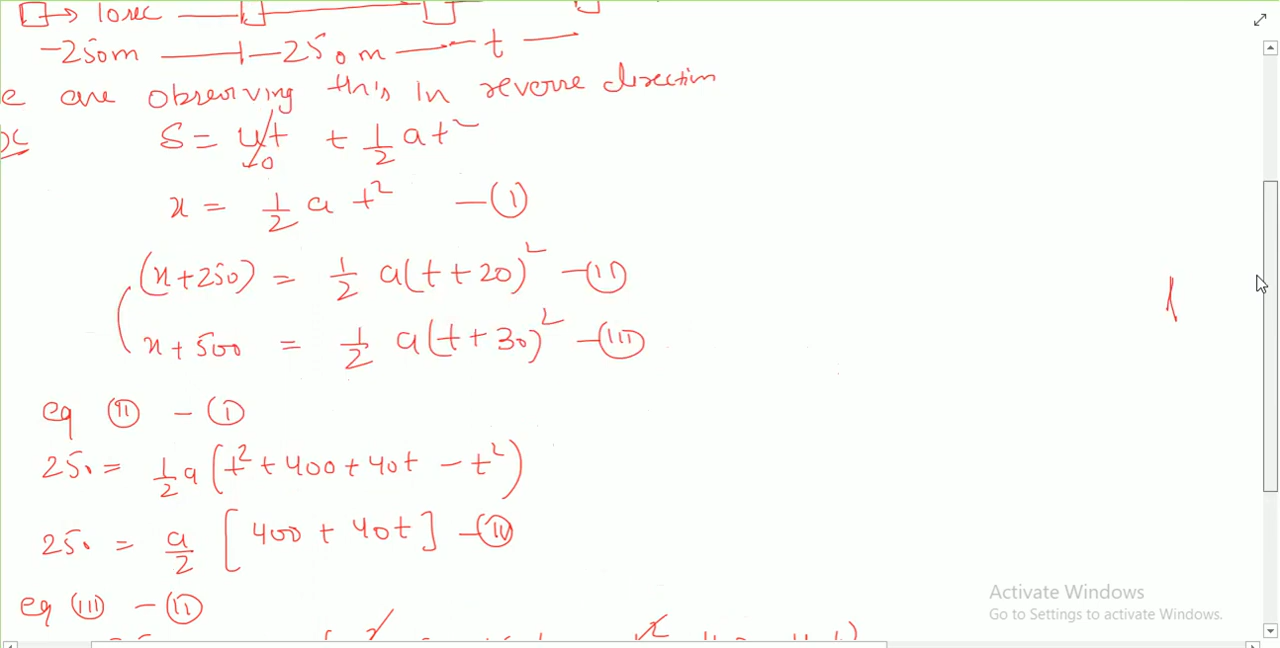 → 10sec
-250m — 250m — t —
e are observing this in reverse direction
S = ut + 1/2 at²
0
x = 1/2 a t² — (I)
(x+250) = 1/2 a(t+20)² — (II)
x+500 = 1/2 a(t+30)² — (III)
eq (II) - (I)
250 = 1/2 a (t² + 400 + 40t - t²)
250 = a/2 [400 + 40t] — (IV)
eq (III) - (II)
Activate Windows
Go to Settings to activate Windows.